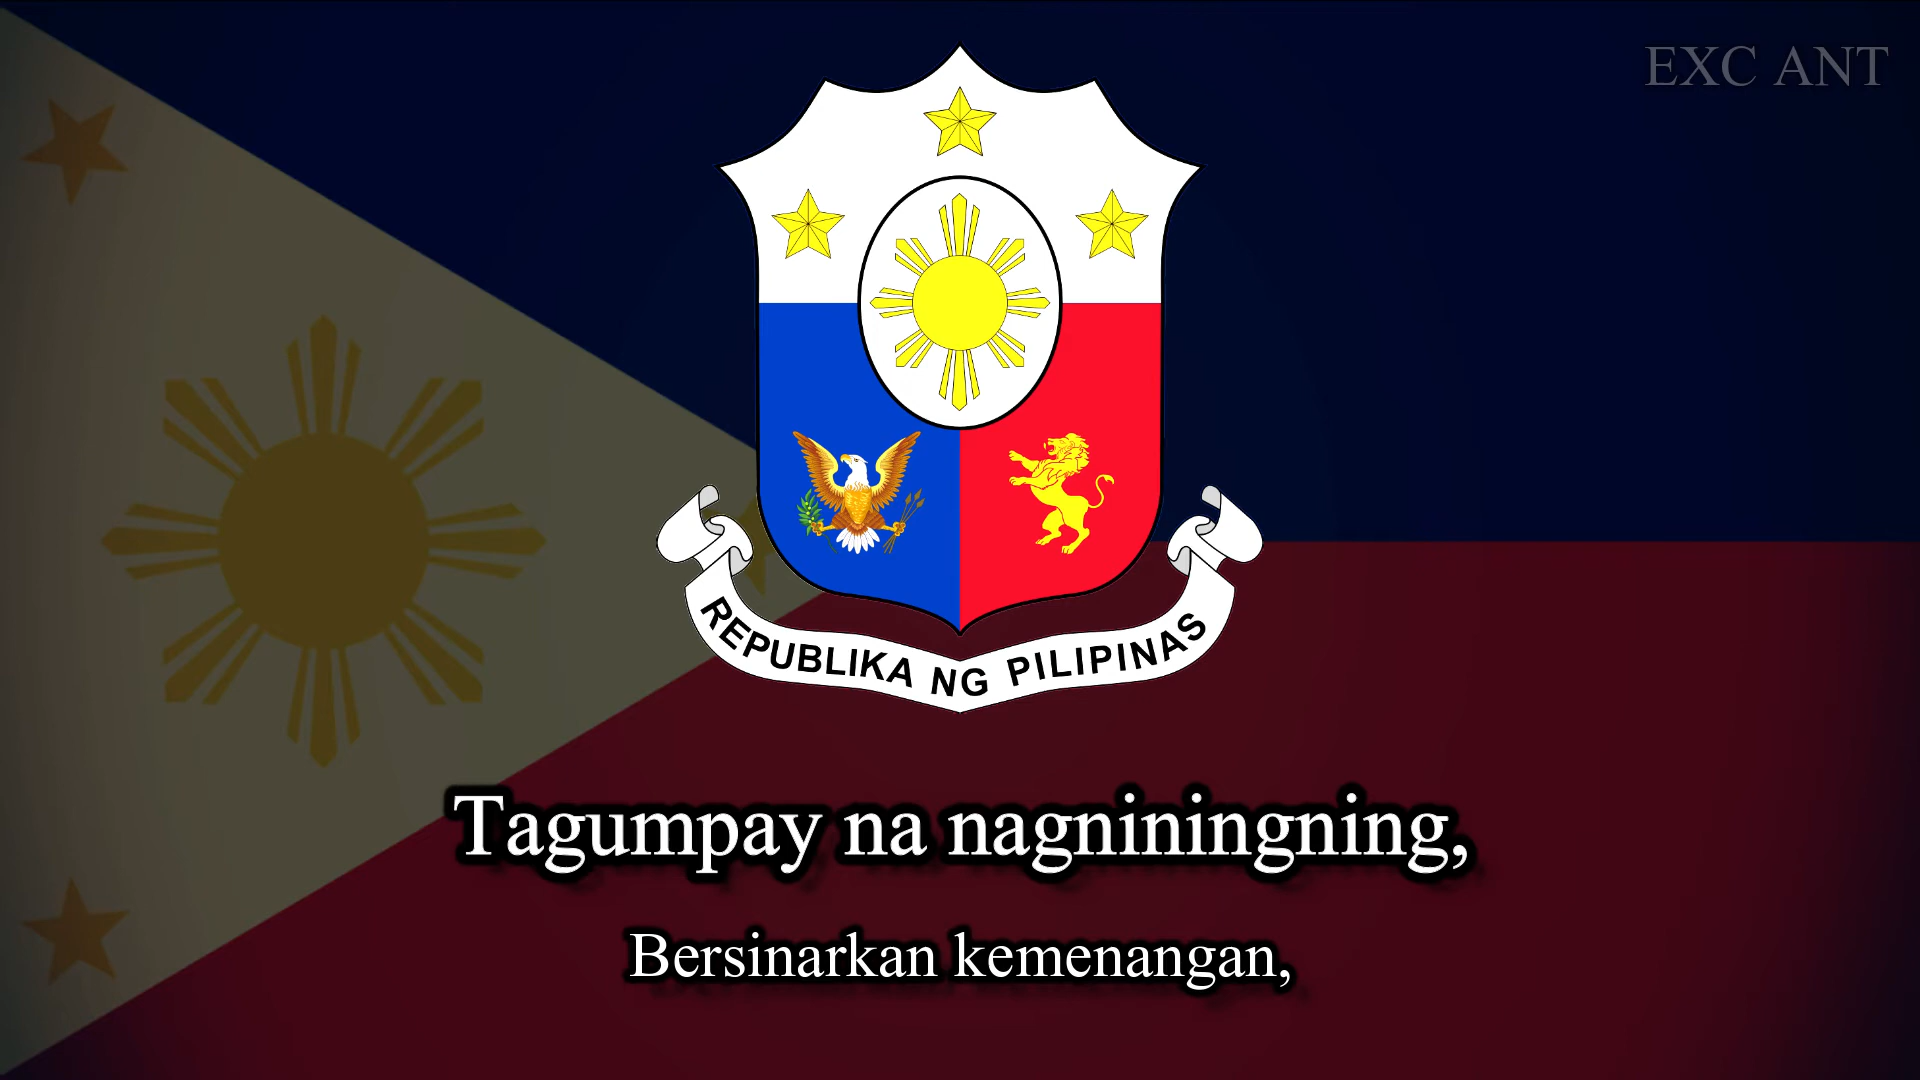 EXC ANT
REPUBLIKA NG PILIPINAS
Tagumpay na nagniningning,
Bersinarkan kemenangan,